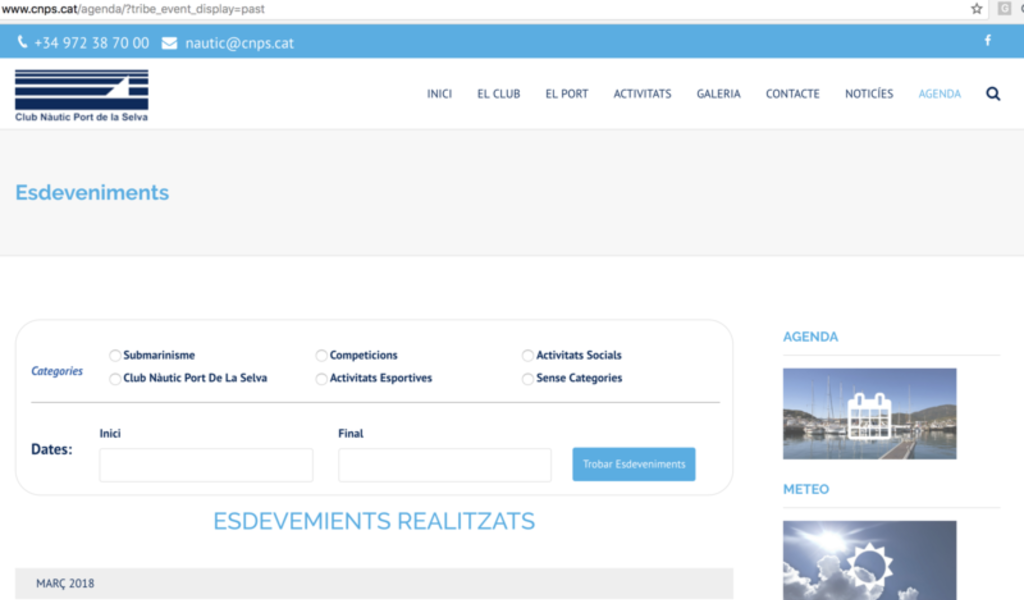 www.cnps.cat/agenda/?tribe_event_display=past
+34 972 38 70 00 nautic@cnps.cat
Club Nàutic Port de la Selva
INICI EL CLUB EL PORT ACTIVITATS GALERIA CONTACTE NOTICÍES AGENDA
Esdeveniments
Categories
Submarinisme Competicions Activitats Socials
Club Nàutic Port De La Selva Activitats Esportives Sense Categories
Dates:
Inici Final
Trobar Esdeveniments
ESDEVEMIENTS REALITZATS
MARÇ 2018
AGENDA
METEO